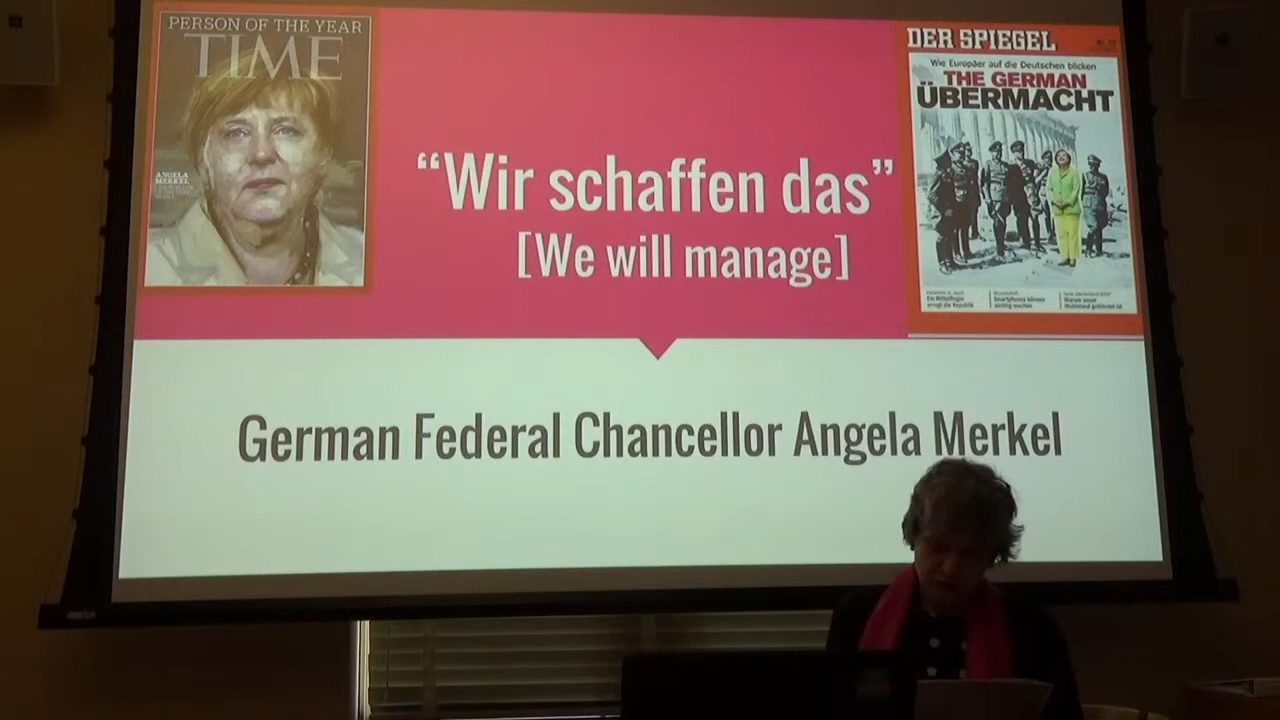 PERSON OF THE YEAR
TIME
ANGELA
MERKEL
“Wir schaffen das”
[We will manage]
DER SPIEGEL
Wie Europäer auf die Deutschen blicken
THE GERMAN
ÜBERMACHT
German Federal Chancellor Angela Merkel